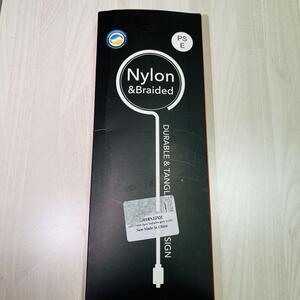 PS
E
Nylon
&Braided
DURABLE & TANGL
SIGN
New Made in China